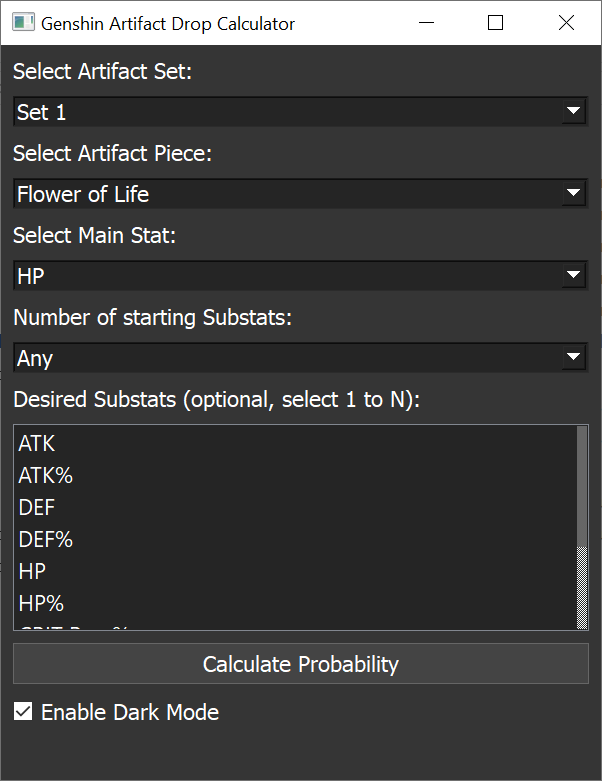 Genshin Artifact Drop Calculator
Select Artifact Set:
Set 1
Select Artifact Piece:
Flower of Life
Select Main Stat:
HP
Number of starting Substats:
Any
Desired Substats (optional, select 1 to N):
ATK
ATK%
DEF
DEF%
HP
HP%
Calculate Probability
Enable Dark Mode